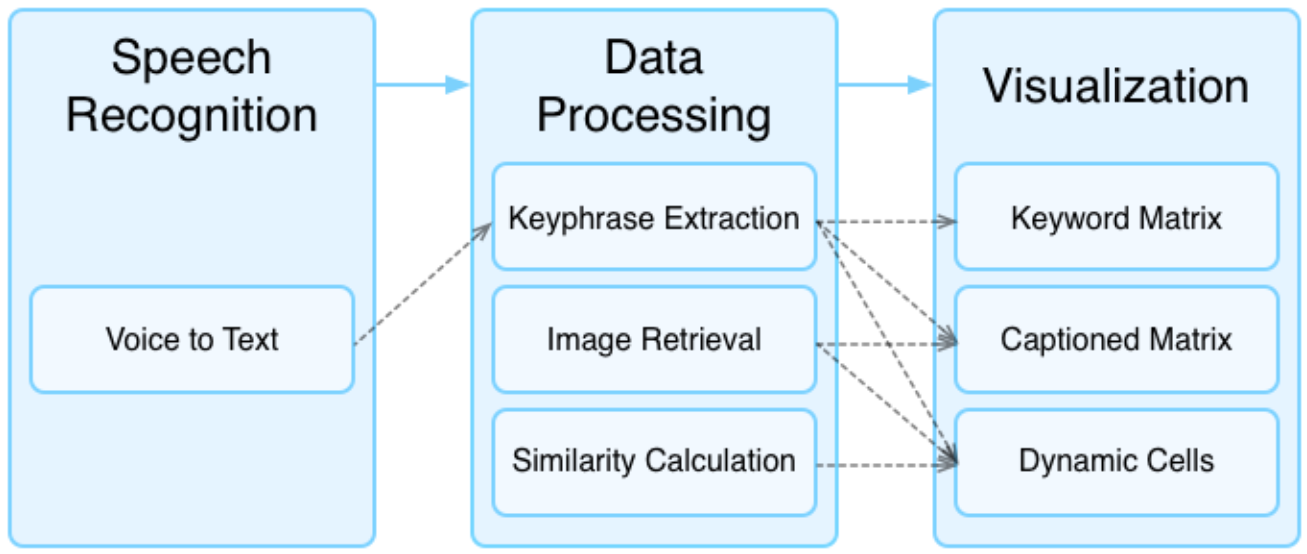 Speech
Recognition
Voice to Text
Data
Processing
Keyphrase Extraction
Image Retrieval
Similarity Calculation
Visualization
Keyword Matrix
Captioned Matrix
Dynamic Cells